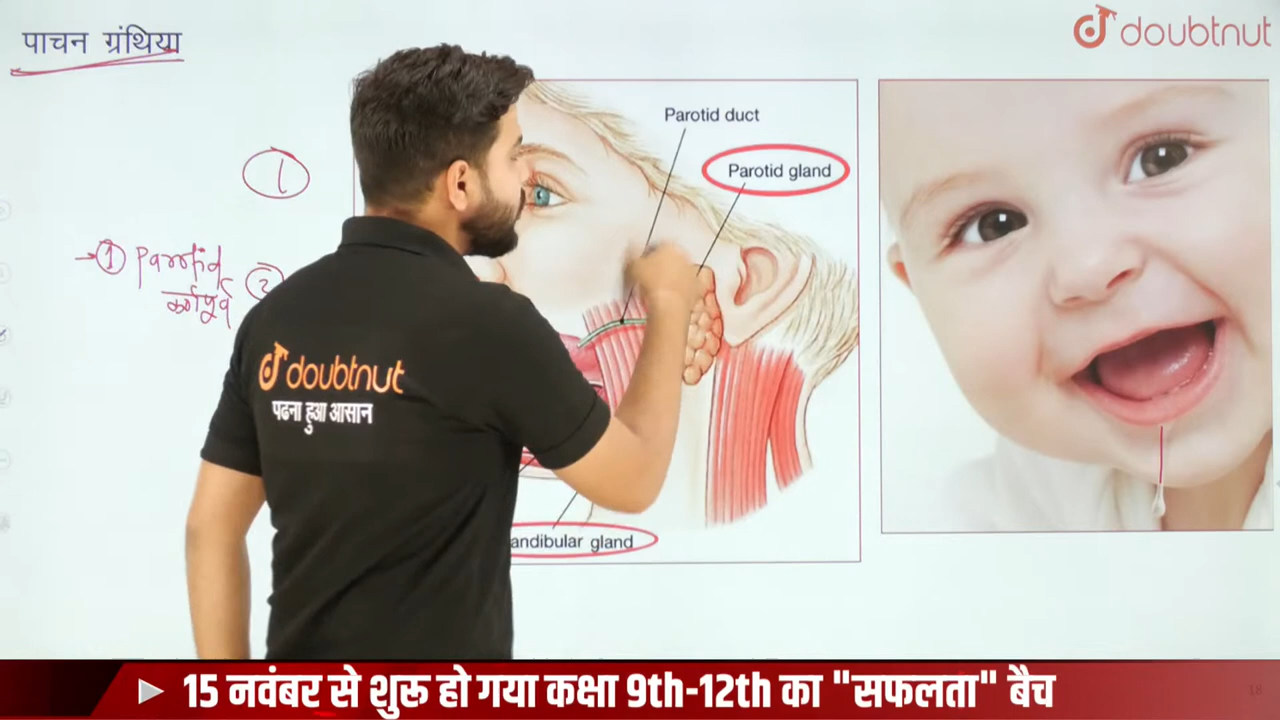 पाचन ग्रंथिया
doubtnut
Parotid duct
Parotid gland
1
→ 1 Parotid
कर्णपूर्व
2
doubtnut
पढना हुआ आसान
andibular gland
15 नवंबर से शुरू हो गया कक्षा 9th-12th का "सफलता" बैच